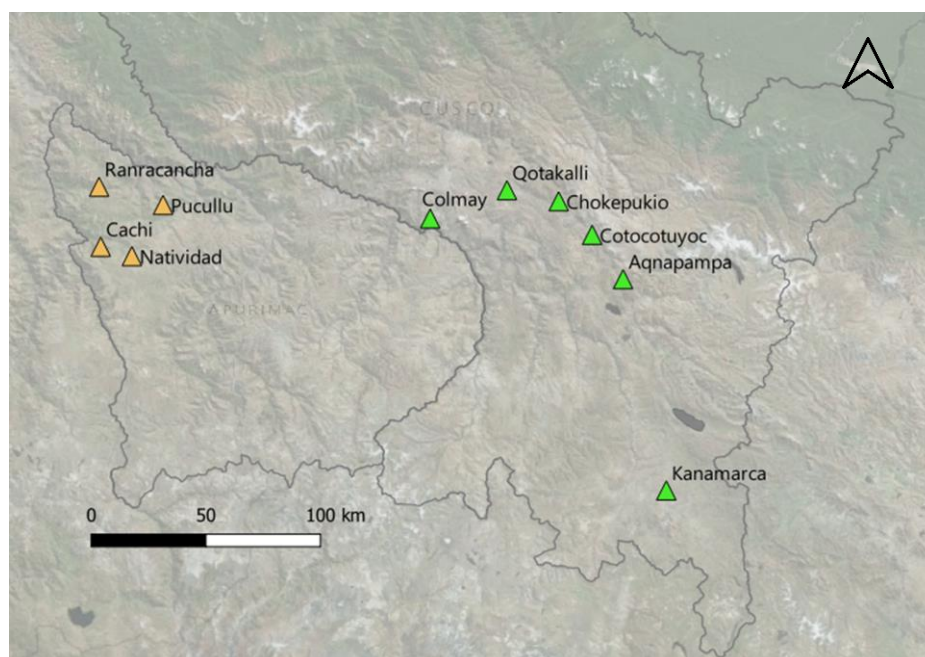 CUSCO
Ranracancha
Qotakalli
Pucullu
Colmay
Chokepukio
Cachi
Cotocotuyoc
Natividad
Aqnapampa
APURIMAC
Kanamarca
0 50 100 km